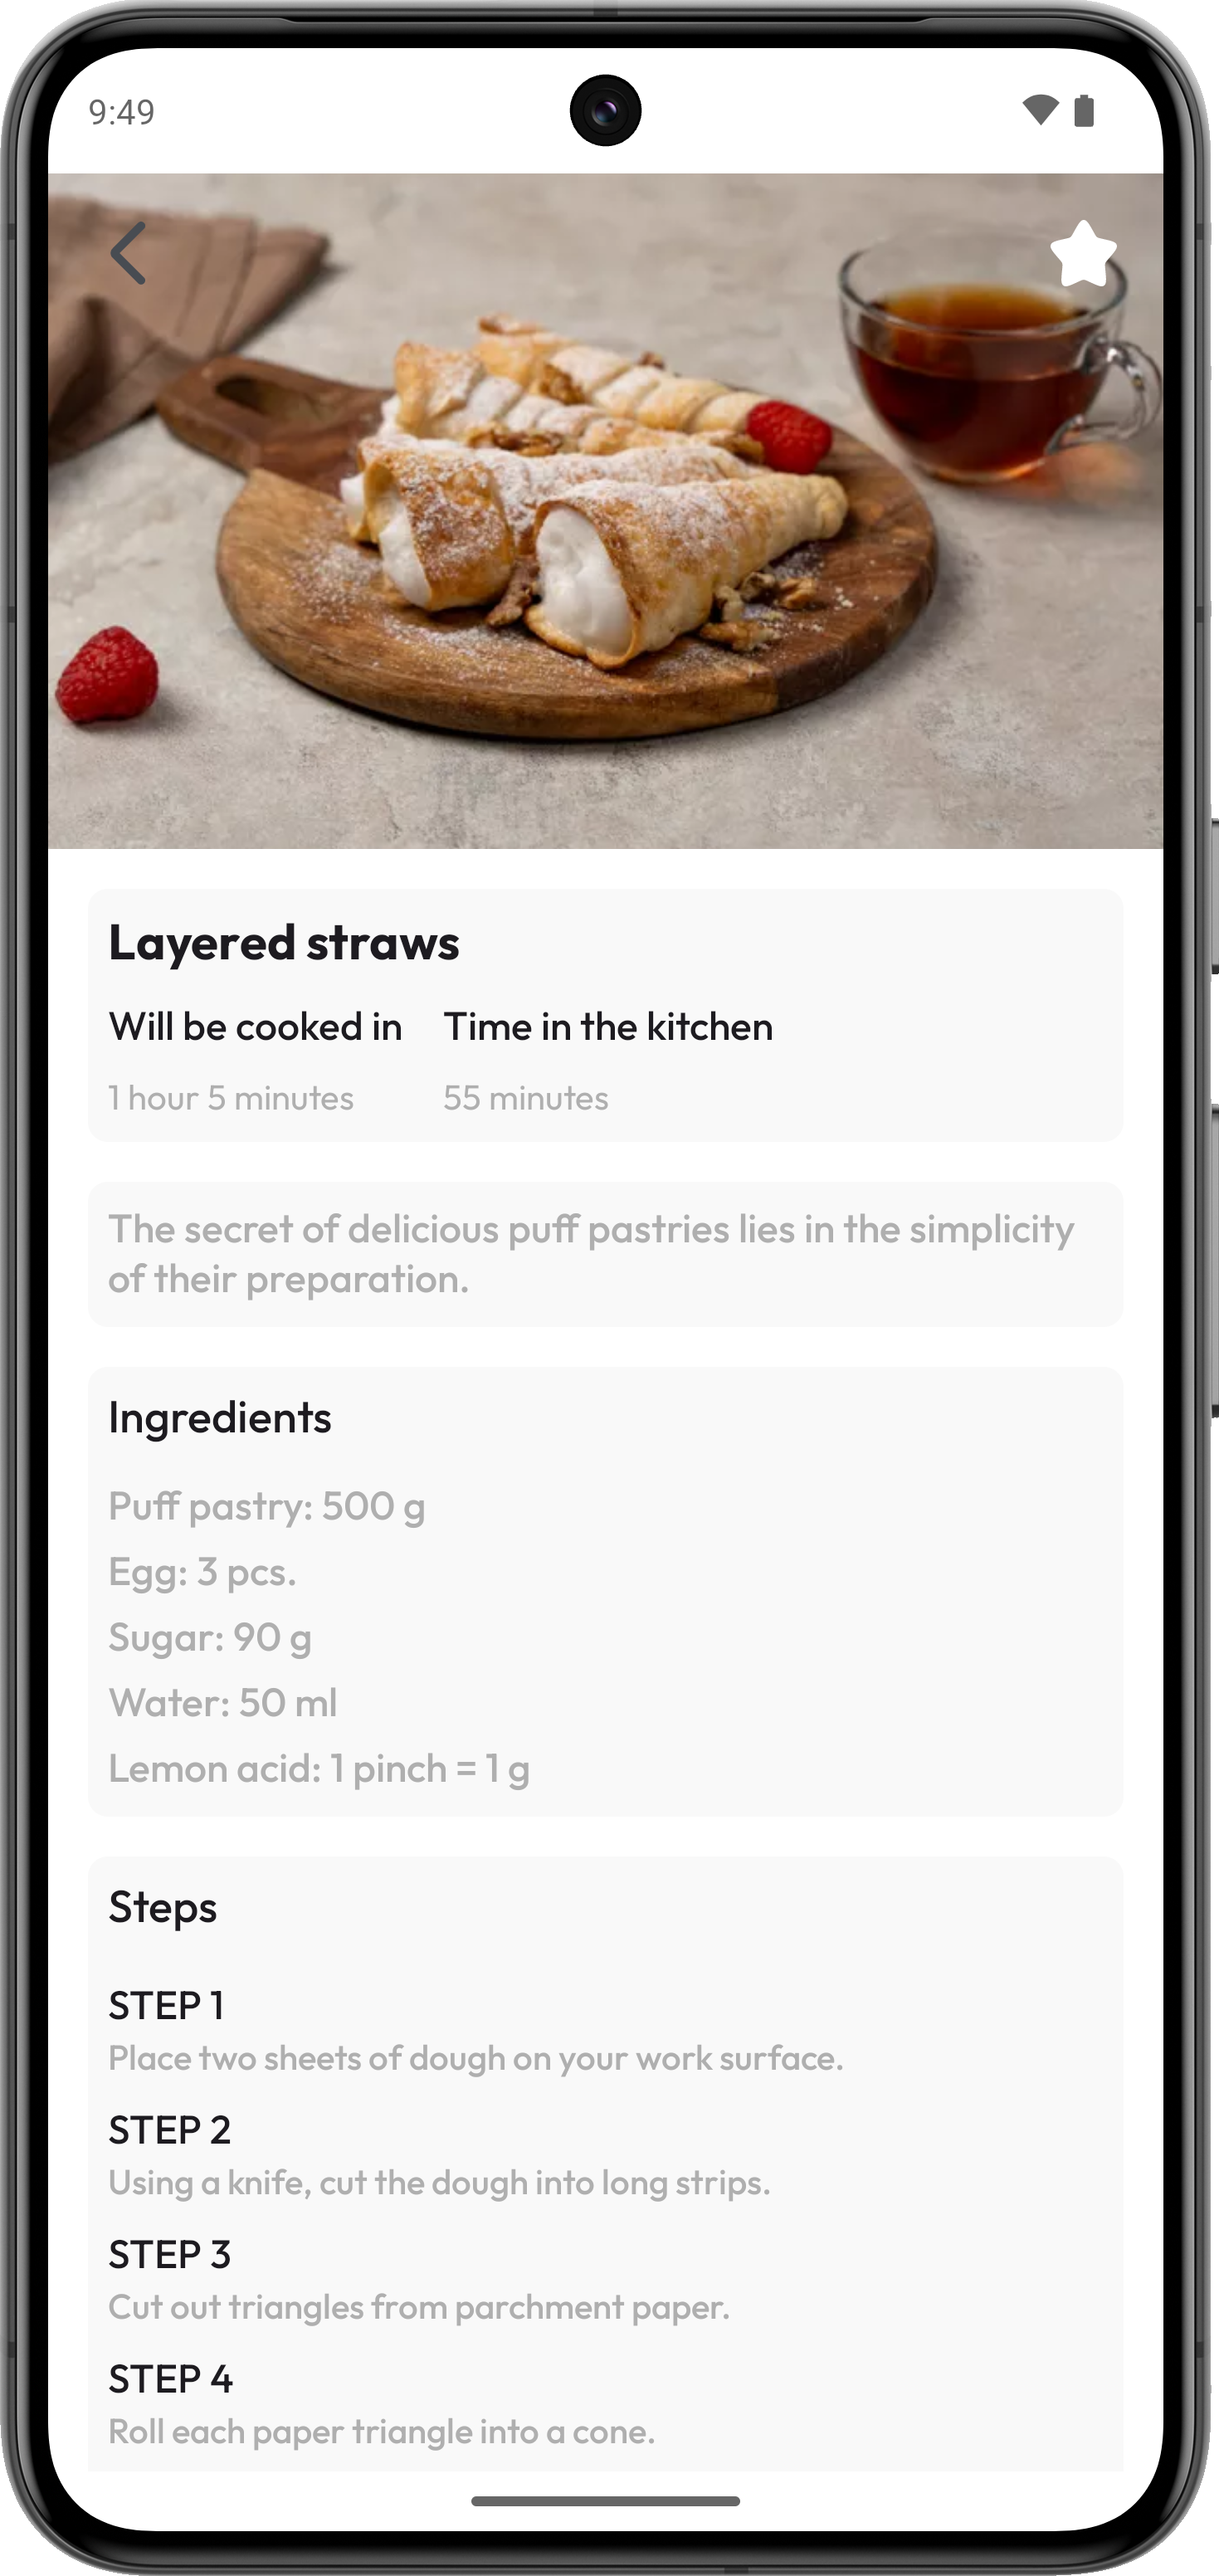 9:49
Layered straws
Will be cooked in Time in the kitchen
1 hour 5 minutes 55 minutes
The secret of delicious puff pastries lies in the simplicity
of their preparation.
Ingredients
Puff pastry: 500 g
Egg: 3 pcs.
Sugar: 90 g
Water: 50 ml
Lemon acid: 1 pinch = 1 g
Steps
STEP 1
Place two sheets of dough on your work surface.
STEP 2
Using a knife, cut the dough into long strips.
STEP 3
Cut out triangles from parchment paper.
STEP 4
Roll each paper triangle into a cone.